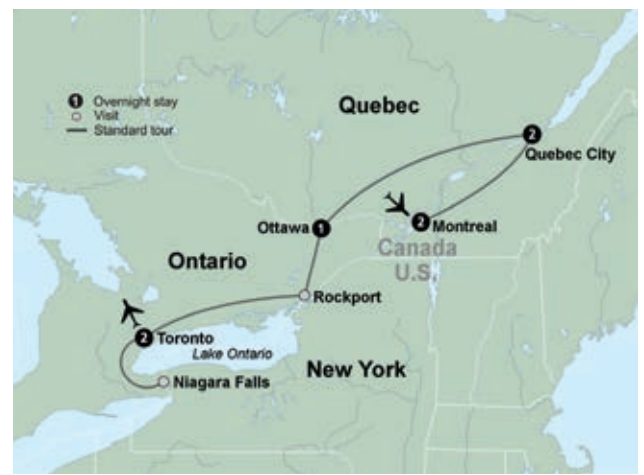 1 Overnight stay
Visit
Standard tour
Quebec
2
Quebec City
2 Montreal
Ottawa 1
Canada
U.S.
Ontario
Rockport
2 Toronto
Lake Ontario
New York
Niagara Falls